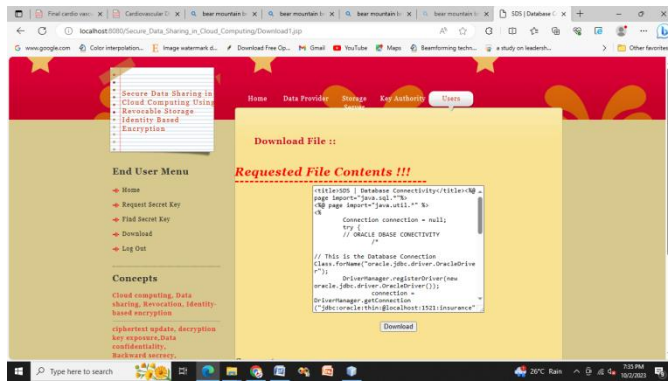 Final cardio vasc
Cardiovascular D
bear mountain
bear mountain
bear mountain
bear mountain
SDS | Database C
localhost:8080/Secure_Data_Sharing_in_Cloud_Computing/Download1.jsp
www.google.com
Color interpolation...
Image watermark d...
Download Free Op...
Gmail
YouTube
Maps
Beamforming techn...
a study on leadersh...
Other favorites
Secure Data Sharing in
Cloud Computing Using
Revocable Storage
Identity Based
Encryption
Home
Data Provider
Storage
Server
Key Authority
Users
Download File ::
End User Menu
Home
Request Secret Key
Find Secret Key
Download
Log Out
Requested File Contents !!!
<title>SDS | Database Connectivity</title><%@
page import="java.sql.*"%>
<%@ page import="java.util.*" %>
<%
Connection connection = null;
try {
// ORACLE DBASE CONECTIVITY
/*
// This is the Database Connection
Class.forName("oracle.jdbc.driver.OracleDrive
r");
DriverManager.registerDriver(new
oracle.jdbc.driver.OracleDriver());
connection =
DriverManager.getConnection
("jdbc:oracle:thin:@localhost:1521:insurance"
Download
Concepts
Cloud computing, Data
sharing, Revocation, Identity-
based encryption
ciphertext update, decryption
key exposure,Data
confidentiality,
Backward secrecy,
Type here to search
26°C Rain
7:35 PM
10/2/2023